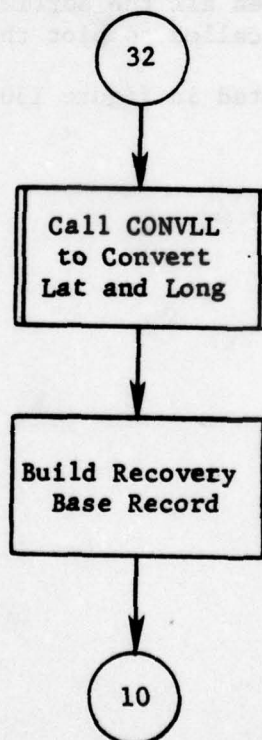 32
Call CONVLL
to Convert
Lat and Long
Build Recovery
Base Record
10